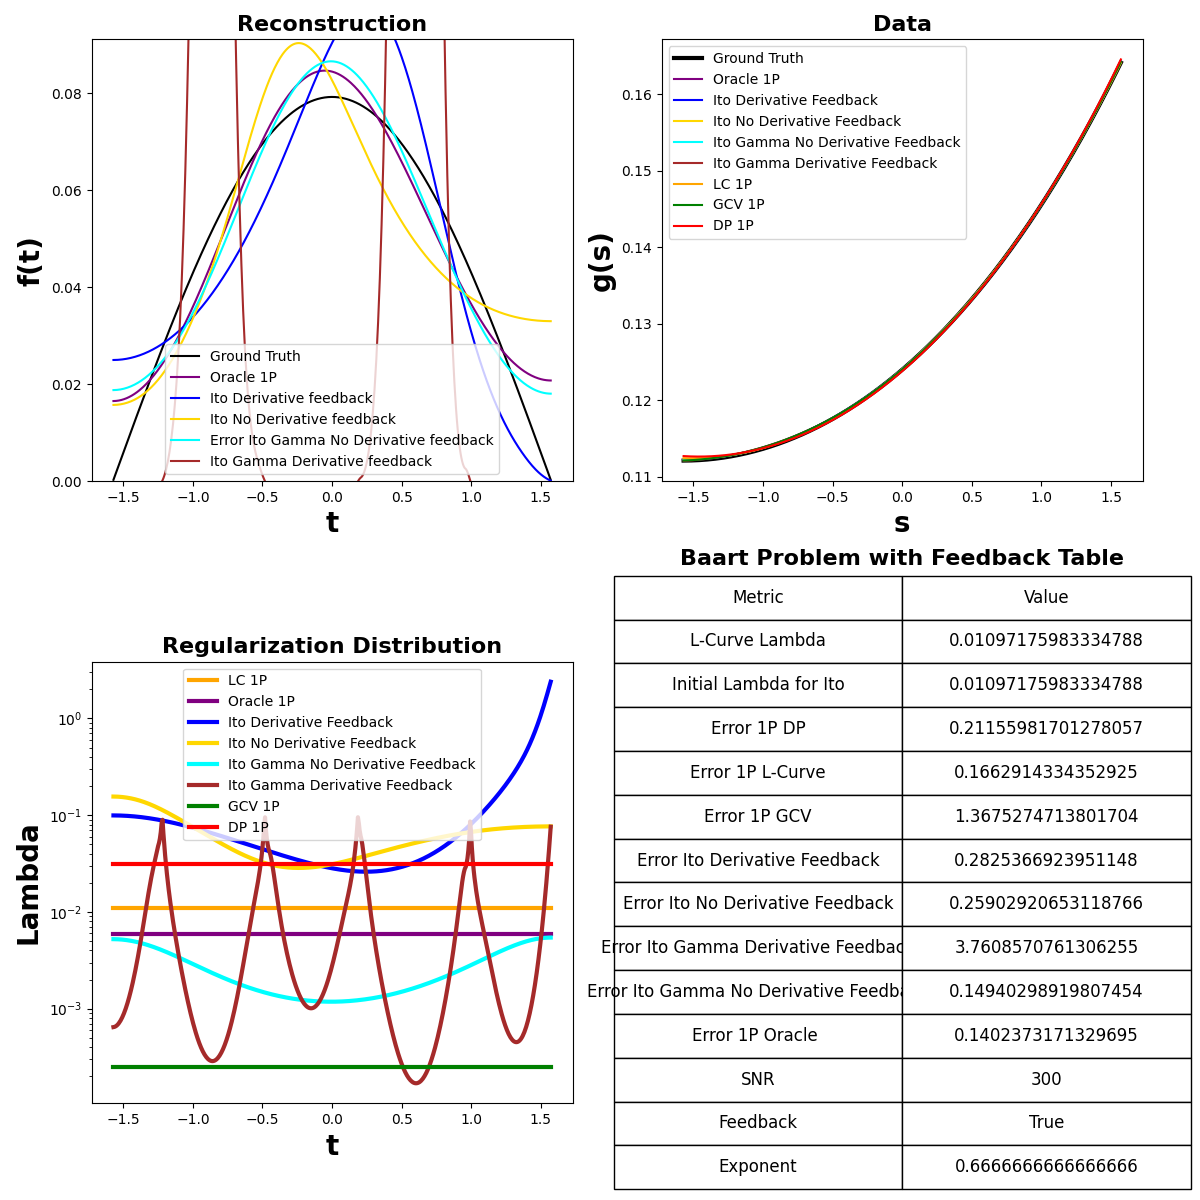 Reconstruction
f(t)
0.08
0.06
0.04
0.02
0.00
Ground Truth
Oracle 1P
Ito Derivative feedback
Ito No Derivative feedback
Error Ito Gamma No Derivative feedback
Ito Gamma Derivative feedback
−1.5 −1.0 −0.5 0.0 0.5 1.0 1.5
t
Data
g(s)
0.16
0.15
0.14
0.13
0.12
0.11
Ground Truth
Oracle 1P
Ito Derivative Feedback
Ito No Derivative Feedback
Ito Gamma No Derivative Feedback
Ito Gamma Derivative Feedback
LC 1P
GCV 1P
DP 1P
−1.5 −1.0 −0.5 0.0 0.5 1.0 1.5
s
Regularization Distribution
Lambda
10⁰
10⁻¹
10⁻²
10⁻³
LC 1P
Oracle 1P
Ito Derivative Feedback
Ito No Derivative Feedback
Ito Gamma No Derivative Feedback
Ito Gamma Derivative Feedback
GCV 1P
DP 1P
−1.5 −1.0 −0.5 0.0 0.5 1.0 1.5
t
Baart Problem with Feedback Table
Metric Value
L-Curve Lambda 0.01097175983334788
Initial Lambda for Ito 0.01097175983334788
Error 1P DP 0.21155981701278057
Error 1P L-Curve 0.1662914334352925
Error 1P GCV 1.3675274713801704
Error Ito Derivative Feedback 0.2825366923951148
Error Ito No Derivative Feedback 0.25902920653118766
Error Ito Gamma Derivative Feedbac 3.7608570761306255
Error Ito Gamma No Derivative Feedba 0.14940298919807454
Error 1P Oracle 0.1402373171329695
SNR 300
Feedback True
Exponent 0.6666666666666666